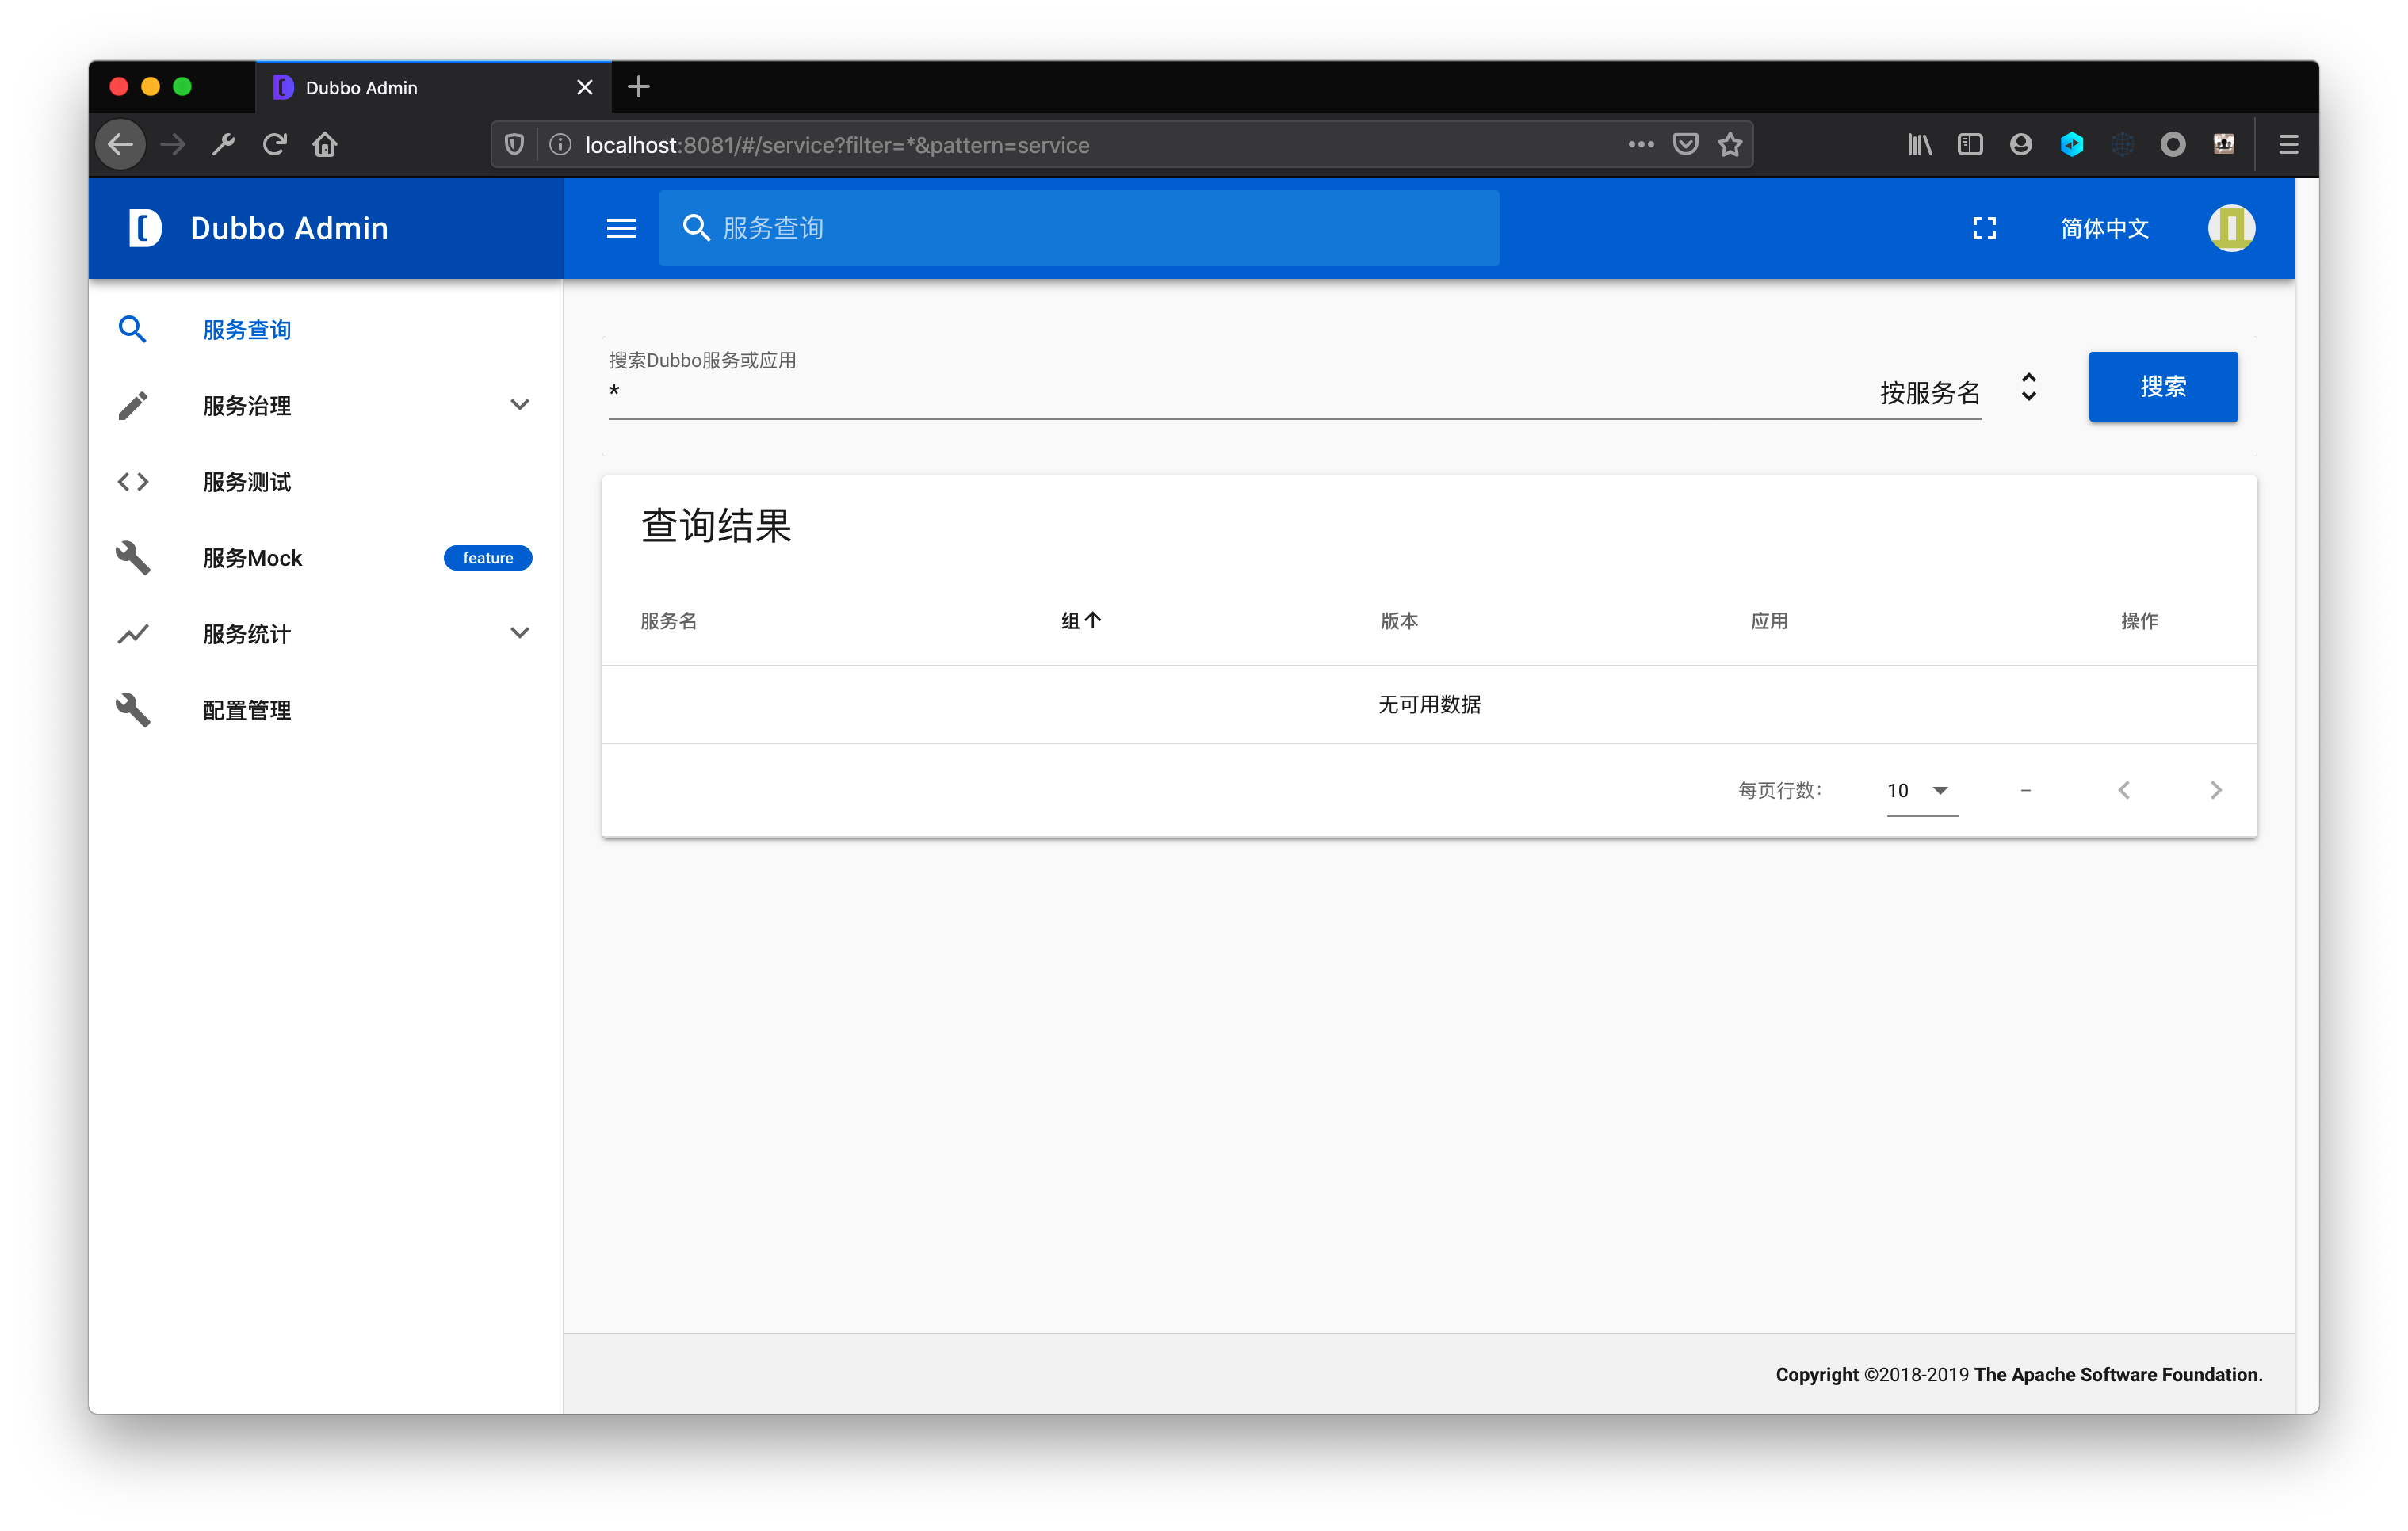 Dubbo Admin
localhost:8081/#/service?filter=*&pattern=service
Dubbo Admin
服务查询
简体中文
服务查询
服务治理
服务测试
服务Mock
feature
服务统计
配置管理
搜索Dubbo服务或应用
*
按服务名
搜索
查询结果
服务名 组 版本 应用 操作
无可用数据
每页行数: 10 –
Copyright ©2018-2019 The Apache Software Foundation.